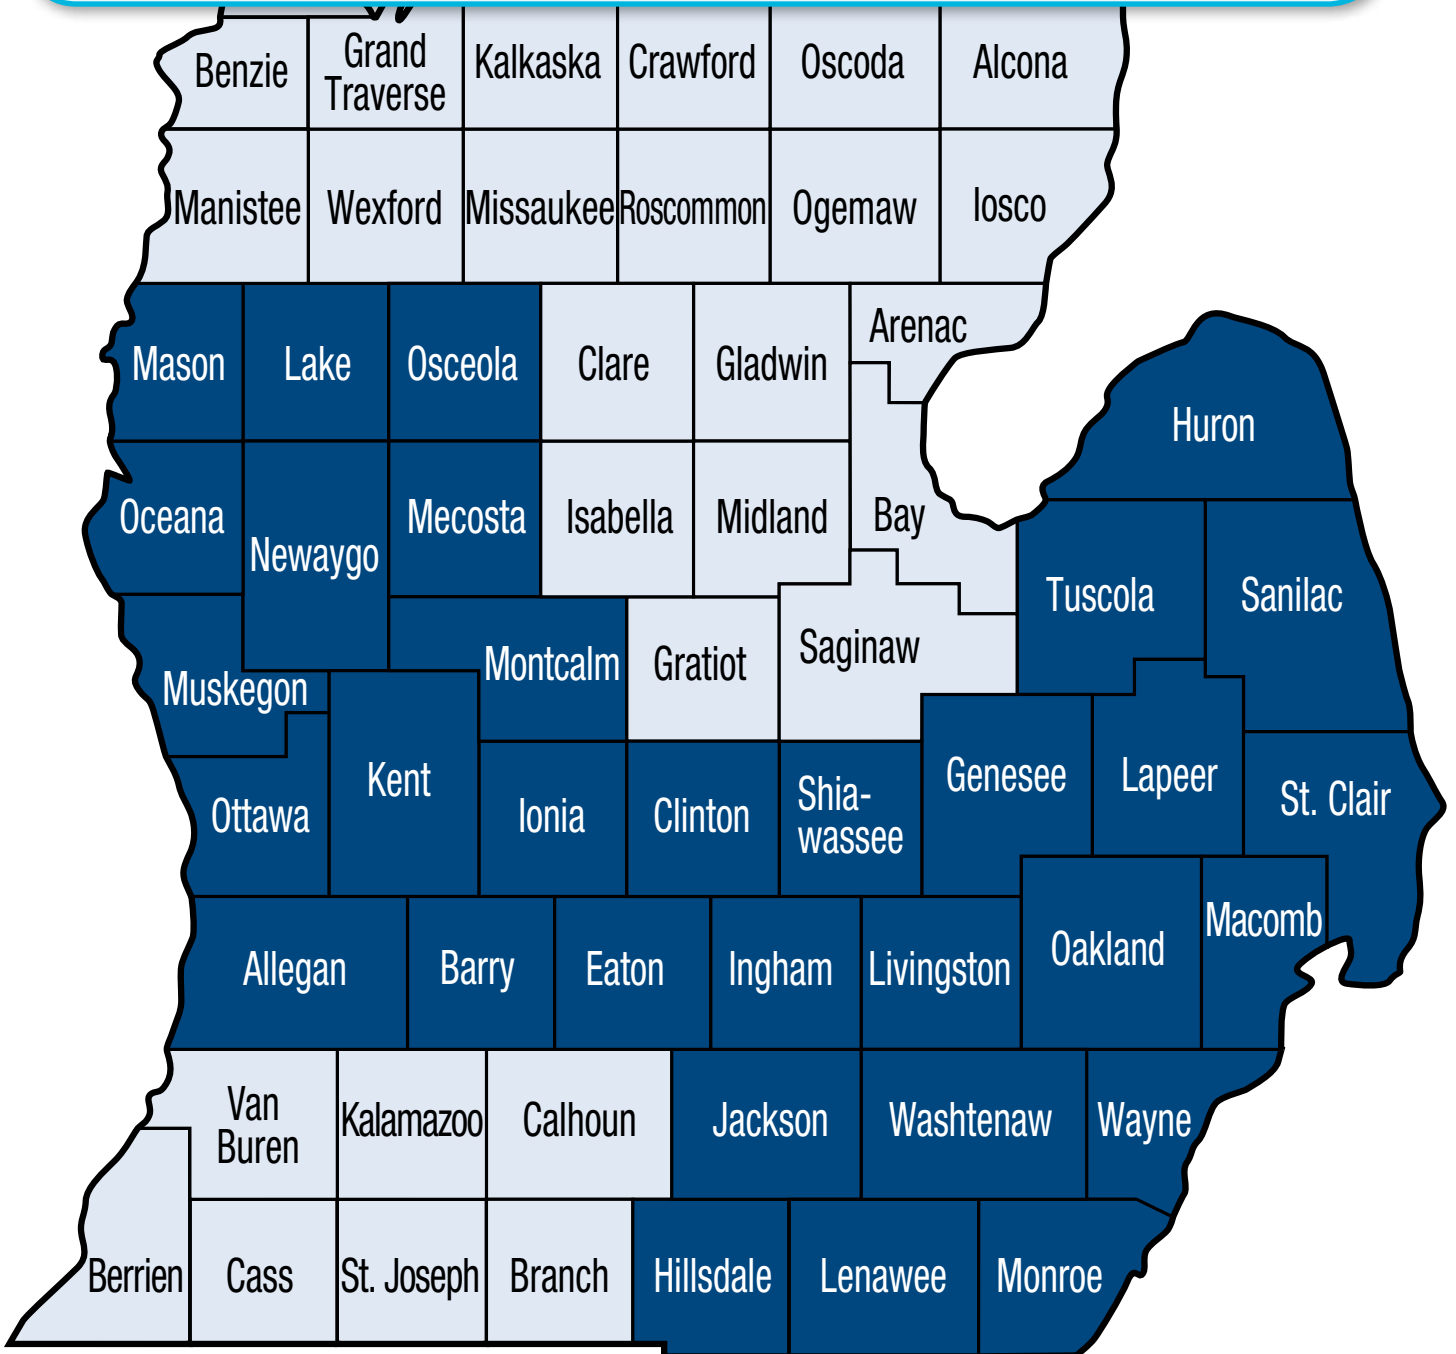 Benzie
Grand
Traverse
Kalkaska
Crawford
Oscoda
Alcona
Manistee
Wexford
Missaukee
Roscommon
Ogemaw
Iosco
Mason
Lake
Osceola
Clare
Gladwin
Arenac
Huron
Oceana
Newaygo
Mecosta
Isabella
Midland
Bay
Tuscola
Sanilac
Muskegon
Montcalm
Gratiot
Saginaw
Ottawa
Kent
Ionia
Clinton
Shia-
wassee
Genesee
Lapeer
St. Clair
Allegan
Barry
Eaton
Ingham
Livingston
Oakland
Macomb
Van
Buren
Kalamazoo
Calhoun
Jackson
Washtenaw
Wayne
Berrien
Cass
St. Joseph
Branch
Hillsdale
Lenawee
Monroe